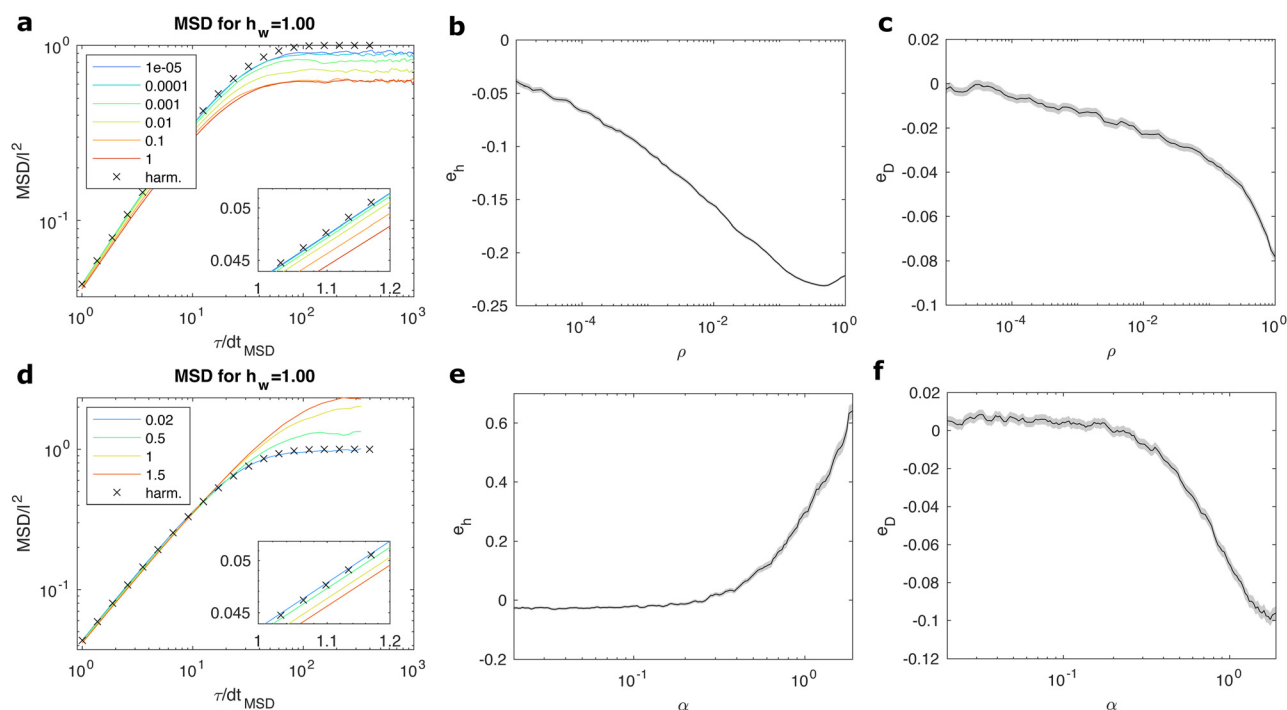 a
MSD for h_w=1.00
MSD/l^2
10^0
10^-1
1e-05
0.0001
0.001
0.01
0.1
1
harm.
0.05
0.045
1
1.1
1.2
10^0
10^1
10^2
10^3
τ/dt_MSD
b
e_h
0
-0.05
-0.1
-0.15
-0.2
-0.25
10^-4
10^-2
10^0
ρ
c
e_D
0.02
0
-0.02
-0.04
-0.06
-0.08
-0.1
10^-4
10^-2
10^0
ρ
d
MSD for h_w=1.00
MSD/l^2
10^0
10^-1
0.02
0.5
1
1.5
harm.
0.05
0.045
1
1.1
1.2
10^0
10^1
10^2
10^3
τ/dt_MSD
e
e_h
0.6
0.4
0.2
0
-0.2
10^-1
10^0
α
f
e_D
0.02
0
-0.02
-0.04
-0.06
-0.08
-0.1
-0.12
10^-1
10^0
α